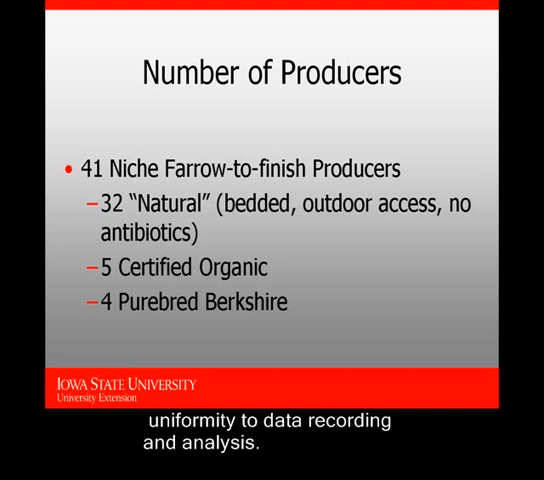 Number of Producers
• 41 Niche Farrow-to-finish Producers
–32 “Natural” (bedded, outdoor access, no
antibiotics)
–5 Certified Organic
–4 Purebred Berkshire
IOWA STATE UNIVERSITY
University Extension
uniformity to data recording
and analysis.